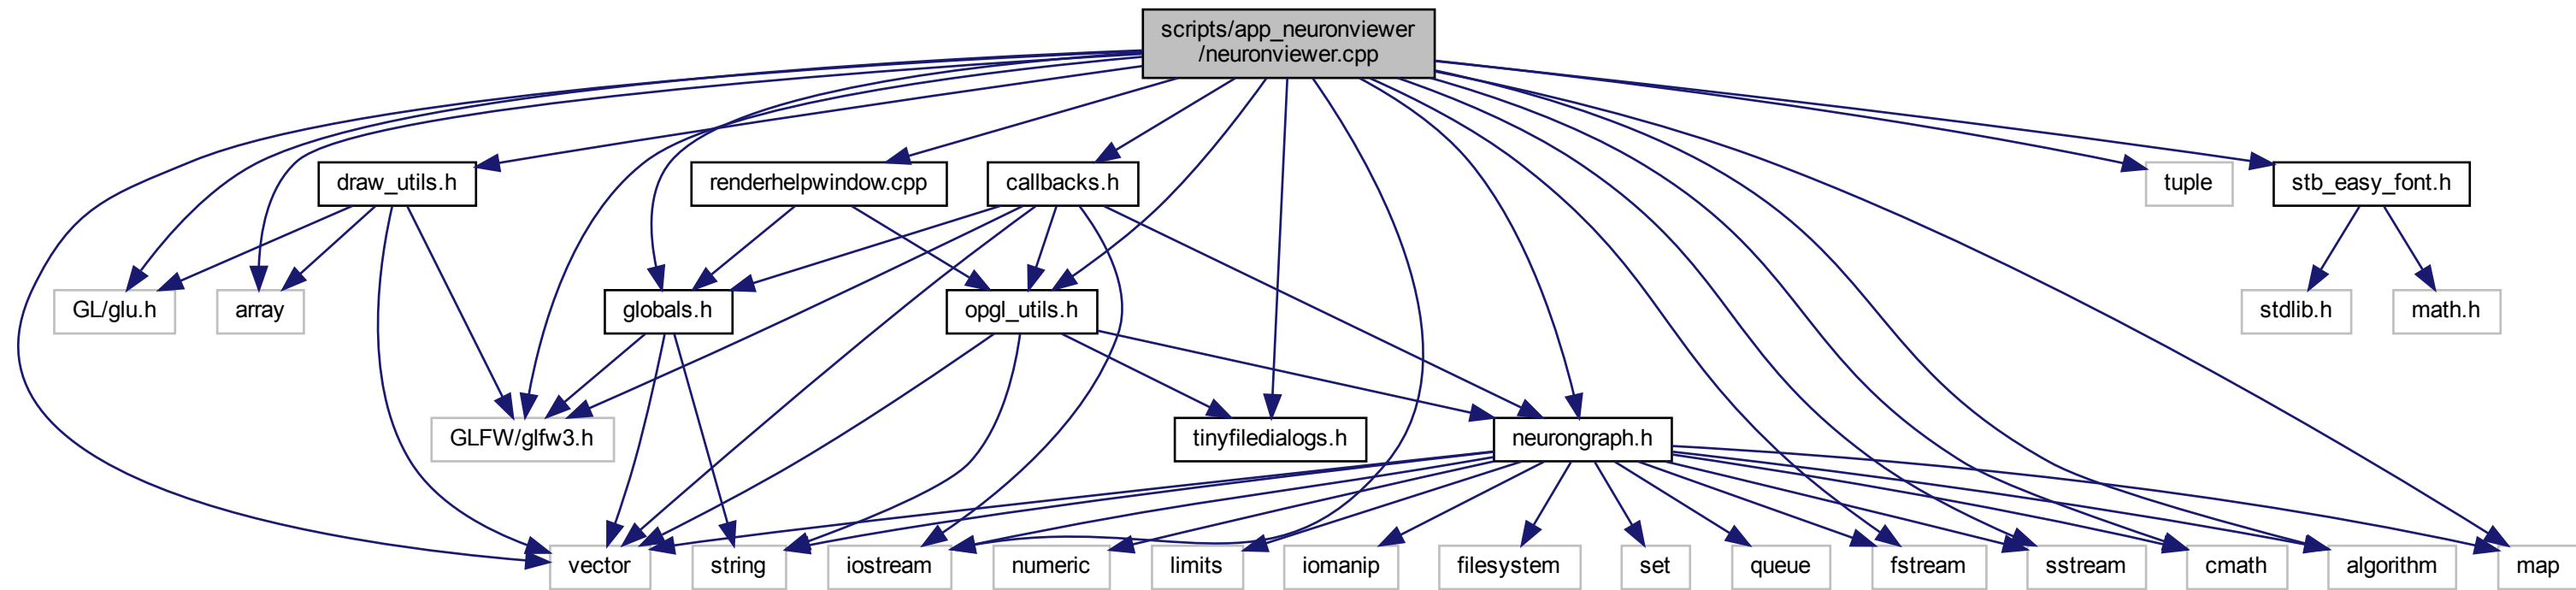 scripts/app_neuronviewer
/neuronviewer.cpp
draw_utils.h
renderhelpwindow.cpp
callbacks.h
tuple
stb_easy_font.h
GL/glu.h
array
globals.h
opgl_utils.h
stdlib.h
math.h
GLFW/glfw3.h
tinyfiledialogs.h
neurongraph.h
vector
string
iostream
numeric
limits
iomanip
filesystem
set
queue
fstream
sstream
cmath
algorithm
map